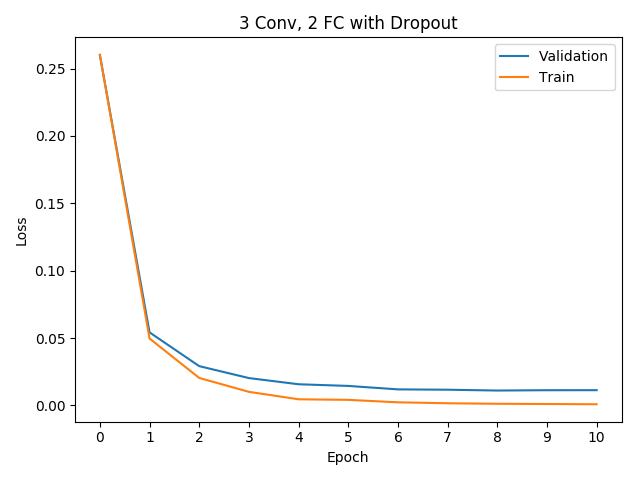 3 Conv, 2 FC with Dropout
Validation
Train
0.25
0.20
0.15
0.10
0.05
0.00
Loss
0 1 2 3 4 5 6 7 8 9 10
Epoch